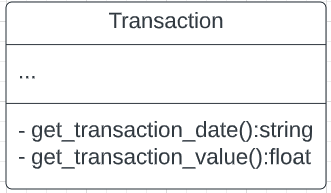 Transaction
...
- get_transaction_date():string
- get_transaction_value():float